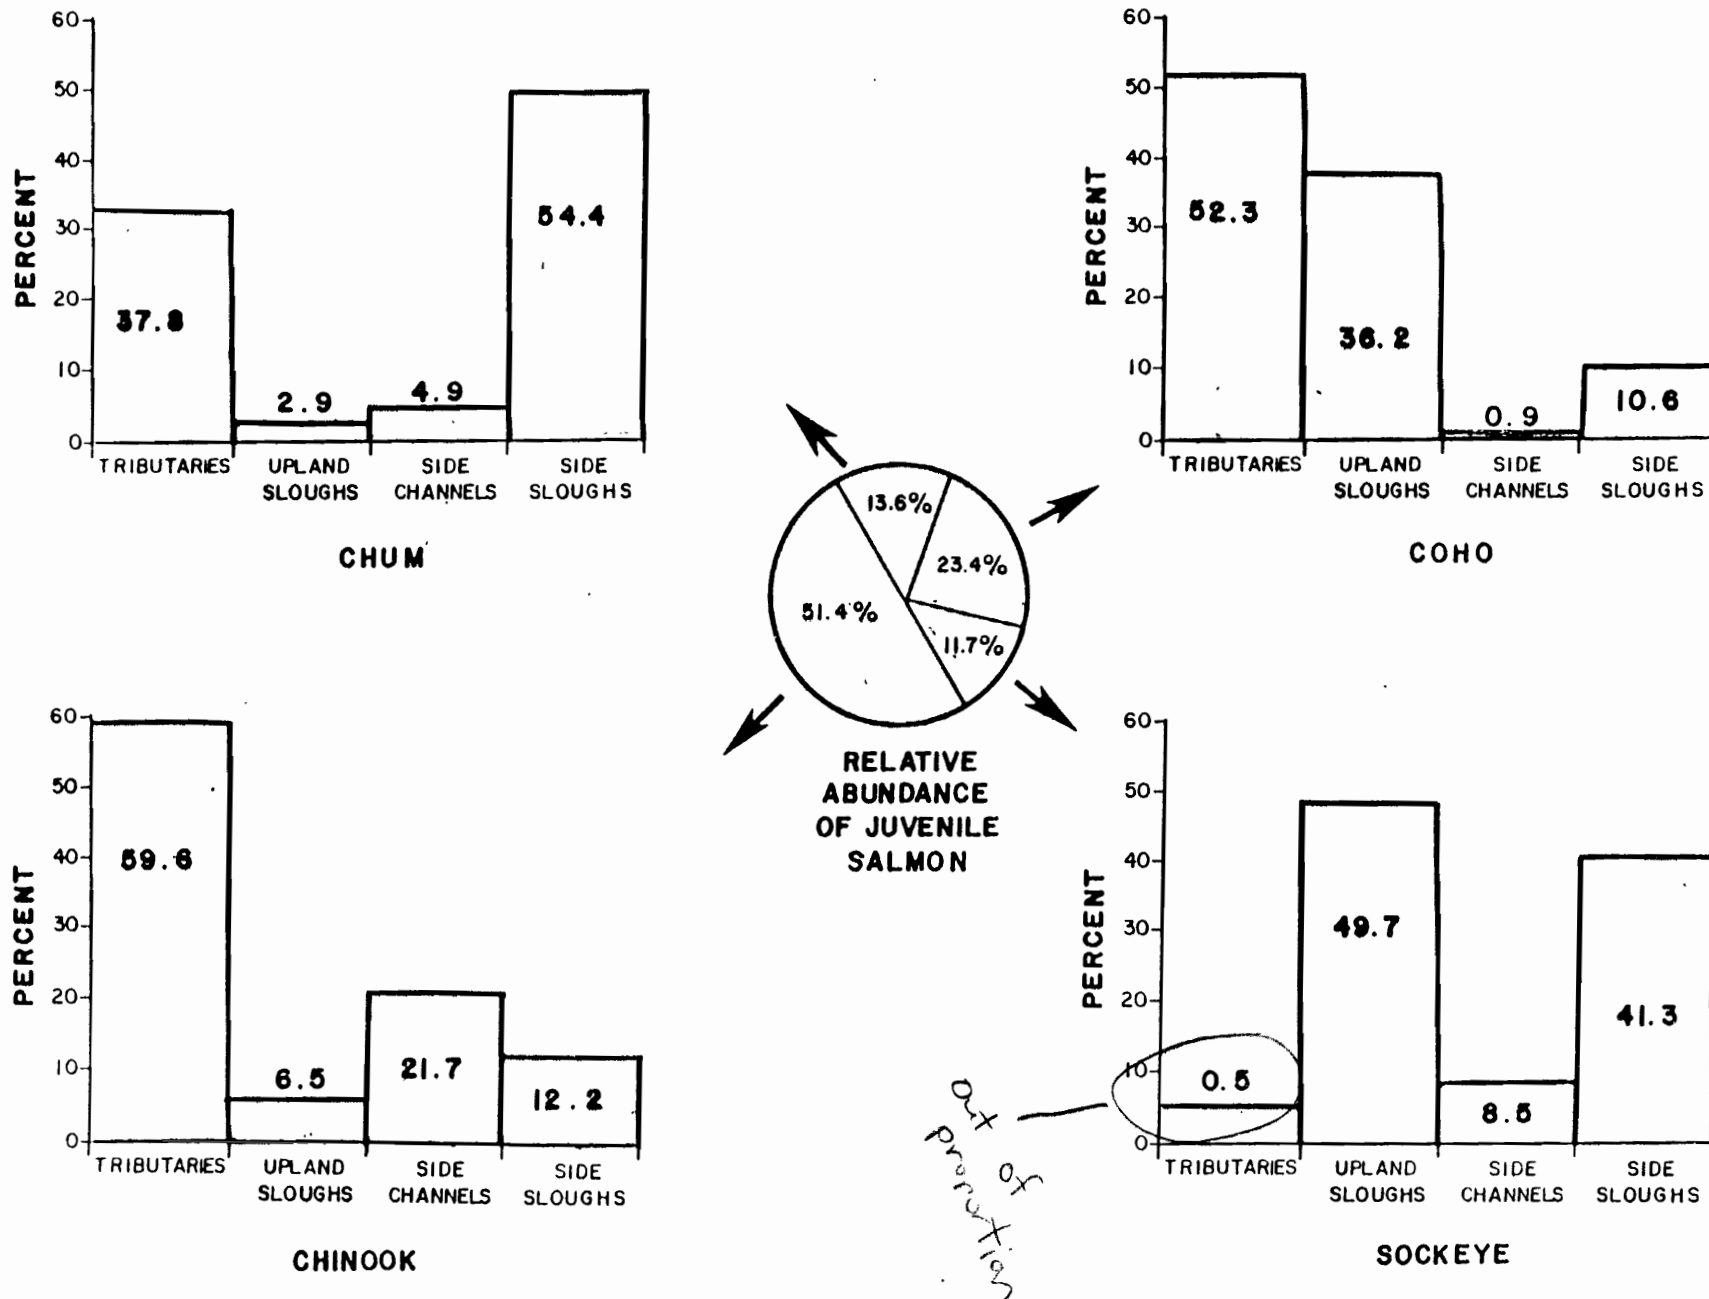 60
50
40
30
20
10
0
PERCENT
37.8
2.9
4.9
54.4
TRIBUTARIES
UPLAND
SLOUGHS
SIDE
CHANNELS
SIDE
SLOUGHS
CHUM
60
50
40
30
20
10
0
PERCENT
52.3
36.2
0.9
10.6
TRIBUTARIES
UPLAND
SLOUGHS
SIDE
CHANNELS
SIDE
SLOUGHS
COHO
13.6%
23.4%
51.4%
11.7%
RELATIVE
ABUNDANCE
OF JUVENILE
SALMON
60
50
40
30
20
10
0
PERCENT
59.6
6.5
21.7
12.2
TRIBUTARIES
UPLAND
SLOUGHS
SIDE
CHANNELS
SIDE
SLOUGHS
CHINOOK
60
50
40
30
20
10
0
PERCENT
0.5
49.7
8.5
41.3
TRIBUTARIES
UPLAND
SLOUGHS
SIDE
CHANNELS
SIDE
SLOUGHS
SOCKEYE
Out
of